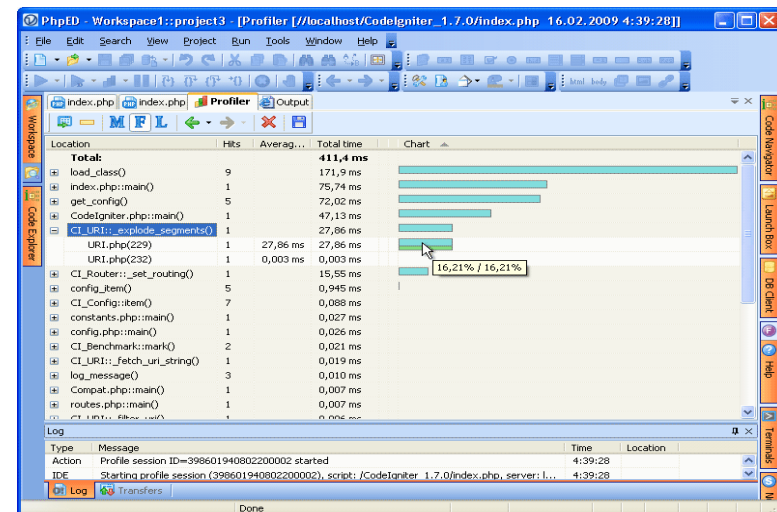 PhpED - Workspace1::project3 - [Profiler [//localhost/CodeIgniter_1.7.0/index.php 16.02.2009 4:39:28]]
File Edit Search View Project Run Tools Window Help
html body
index.php index.php Profiler Output
M F L
Location Hits Averag... Total time Chart
Total: 411,4 ms
load_class() 9 171,9 ms
index.php::main() 1 75,74 ms
get_config() 5 72,02 ms
CodeIgniter.php::main() 1 47,13 ms
CI_URI::_explode_segments() 1 27,86 ms
URI.php(229) 1 27,86 ms 27,86 ms
URI.php(232) 1 0,003 ms 0,003 ms
16,21% / 16,21%
CI_Router::_set_routing() 1 15,55 ms
config_item() 5 0,945 ms
CI_Config::item() 7 0,088 ms
constants.php::main() 1 0,027 ms
config.php::main() 1 0,026 ms
CI_Benchmark::mark() 2 0,021 ms
CI_URI::_fetch_uri_string() 1 0,019 ms
log_message() 3 0,010 ms
Compat.php::main() 1 0,007 ms
routes.php::main() 1 0,007 ms
Workspace
Code Explorer
Code Navigator
Launch Box
DB Client
Help
Terminals
Log
Type Message Time Location
Action Profile session ID=398601940802200002 started 4:39:28
IDE Starting profile session (398601940802200002), script: /CodeIgniter_1.7.0/index.php, server: l... 4:39:28
Log Transfers
Done